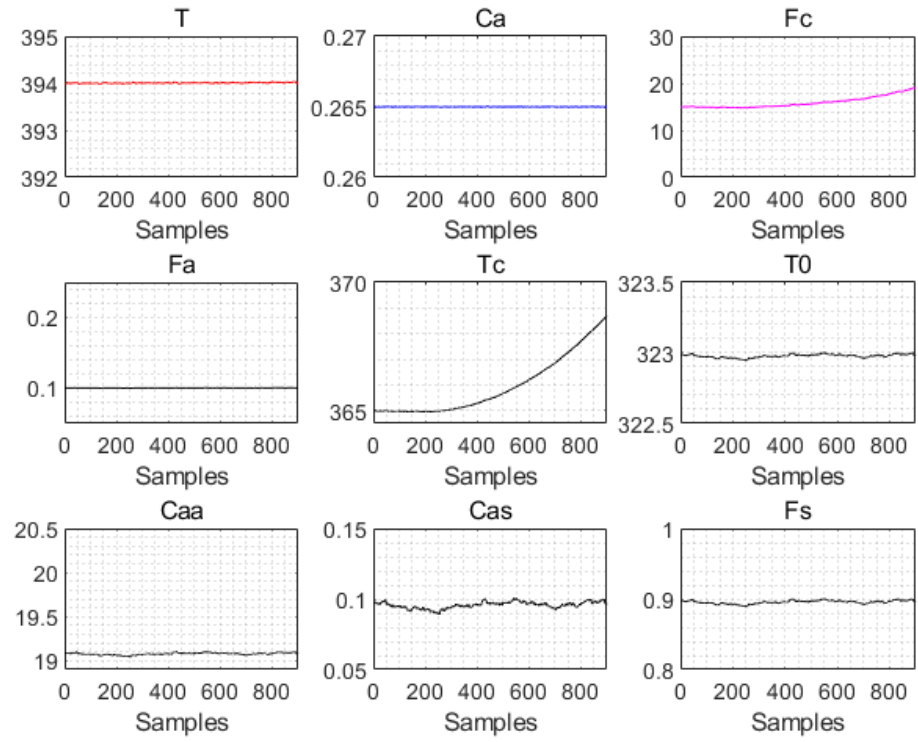 T
395
394
393
392
0 200 400 600 800
Samples
Ca
0.27
0.265
0.26
0 200 400 600 800
Samples
Fc
30
20
10
0
0 200 400 600 800
Samples
Fa
0.2
0.1
0 200 400 600 800
Samples
Tc
370
365
0 200 400 600 800
Samples
T0
323.5
323
322.5
0 200 400 600 800
Samples
Caa
20.5
20
19.5
19
0 200 400 600 800
Samples
Cas
0.15
0.1
0.05
0 200 400 600 800
Samples
Fs
1
0.9
0.8
0 200 400 600 800
Samples